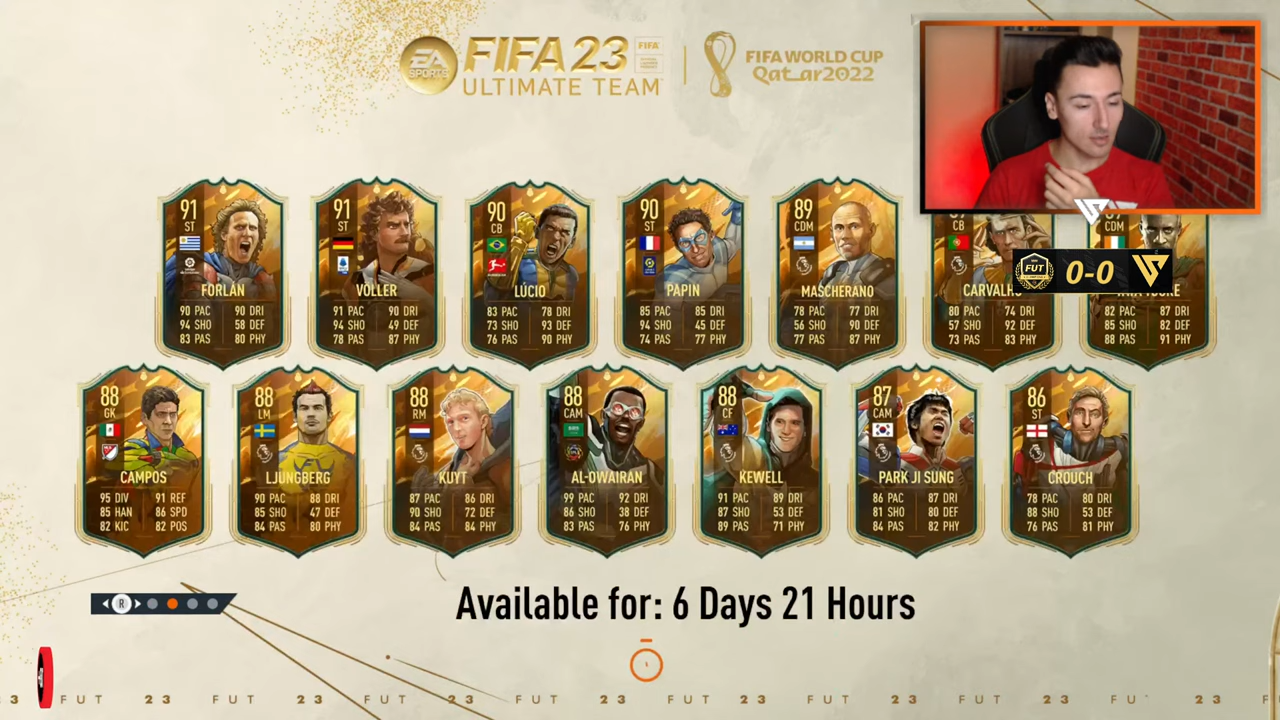 EA SPORTS FIFA 23 ULTIMATE TEAM
FIFA WORLD CUP Qatar2022
91 ST FORLÁN 90 PAC 90 DRI 94 SHO 58 DEF 83 PAS 80 PHY
91 ST VÖLLER 91 PAC 90 DRI 94 SHO 49 DEF 78 PAS 87 PHY
90 CB LÚCIO 83 PAC 78 DRI 73 SHO 93 DEF 76 PAS 90 PHY
90 ST PAPIN 85 PAC 85 DRI 94 SHO 45 DEF 74 PAS 77 PHY
89 CDM MASCHERANO 78 PAC 77 DRI 56 SHO 90 DEF 77 PAS 87 PHY
CB 80 PAC 74 DRI 57 SHO 92 DEF 73 PAS 83 PHY
CDM 82 PAC 87 DRI 85 SHO 82 DEF 88 PAS 91 PHY
FUT 0-0
88 GK CAMPOS 95 DIV 91 REF 85 HAN 86 SPD 82 KIC 82 POS
88 LM LJUNGBERG 90 PAC 88 DRI 85 SHO 47 DEF 84 PAS 80 PHY
88 RM KUYT 87 PAC 86 DRI 90 SHO 72 DEF 84 PAS 84 PHY
88 CAM AL-OWAIRAN 99 PAC 92 DRI 86 SHO 38 DEF 83 PAS 76 PHY
88 CF KEWELL 91 PAC 89 DRI 87 SHO 53 DEF 89 PAS 71 PHY
87 CAM PARK JI SUNG 86 PAC 87 DRI 81 SHO 80 DEF 84 PAS 82 PHY
86 ST CROUCH 78 PAC 80 DRI 88 SHO 53 DEF 76 PAS 81 PHY
R
Available for: 6 Days 21 Hours
23 FUT 23 FUT 23 FUT 23 FUT 23 FUT 23 FUT 23 FUT 23 FU 23